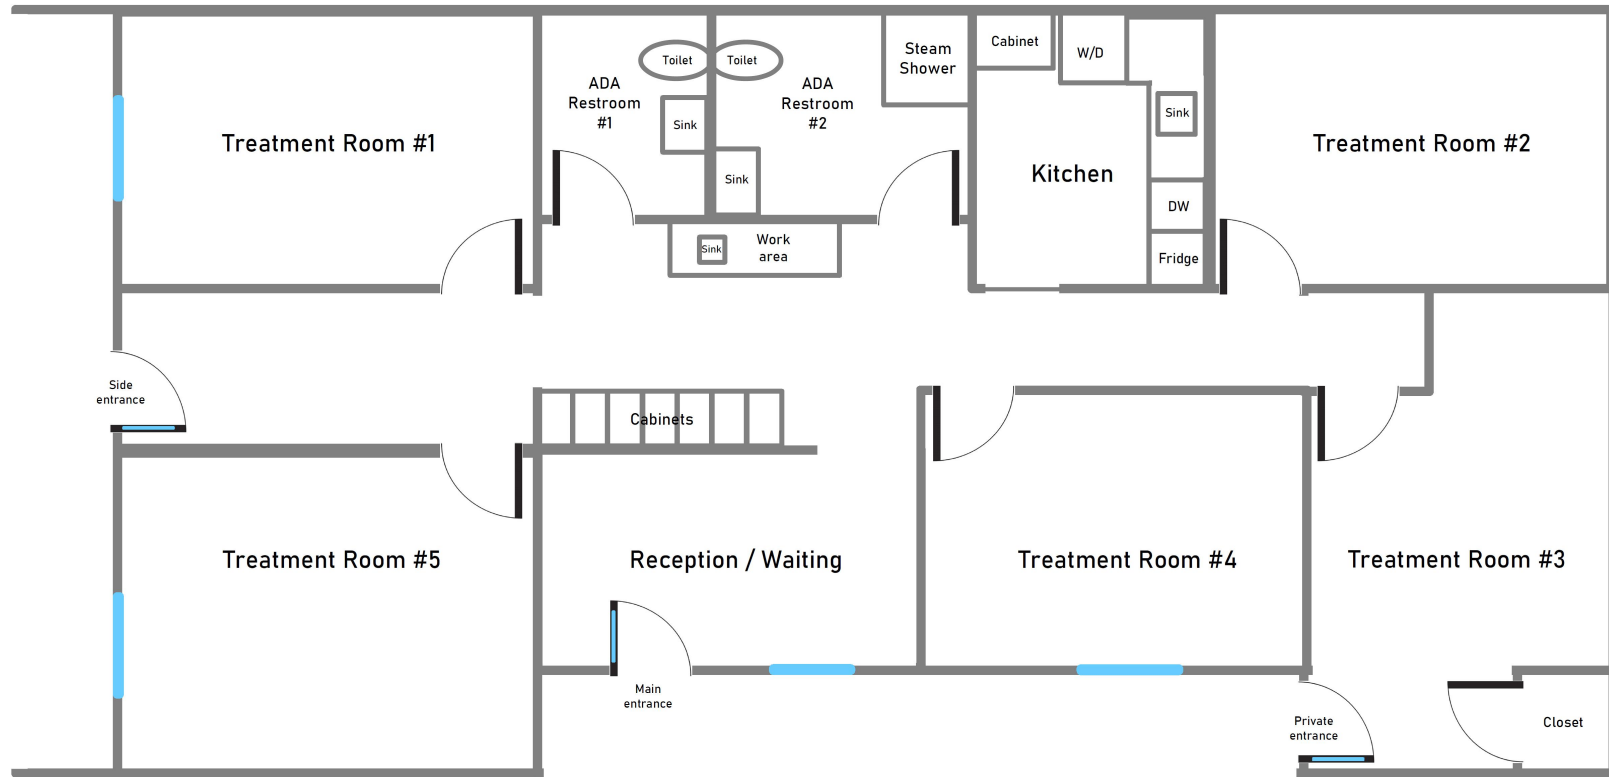 Treatment Room #1
ADA
Restroom
#1
Toilet
Sink
Toilet
ADA
Restroom
#2
Sink
Steam
Shower
Cabinet
W/D
Sink
Kitchen
DW
Fridge
Treatment Room #2
Sink
Work
area
Side
entrance
Cabinets
Treatment Room #5
Reception / Waiting
Treatment Room #4
Treatment Room #3
Main
entrance
Private
entrance
Closet